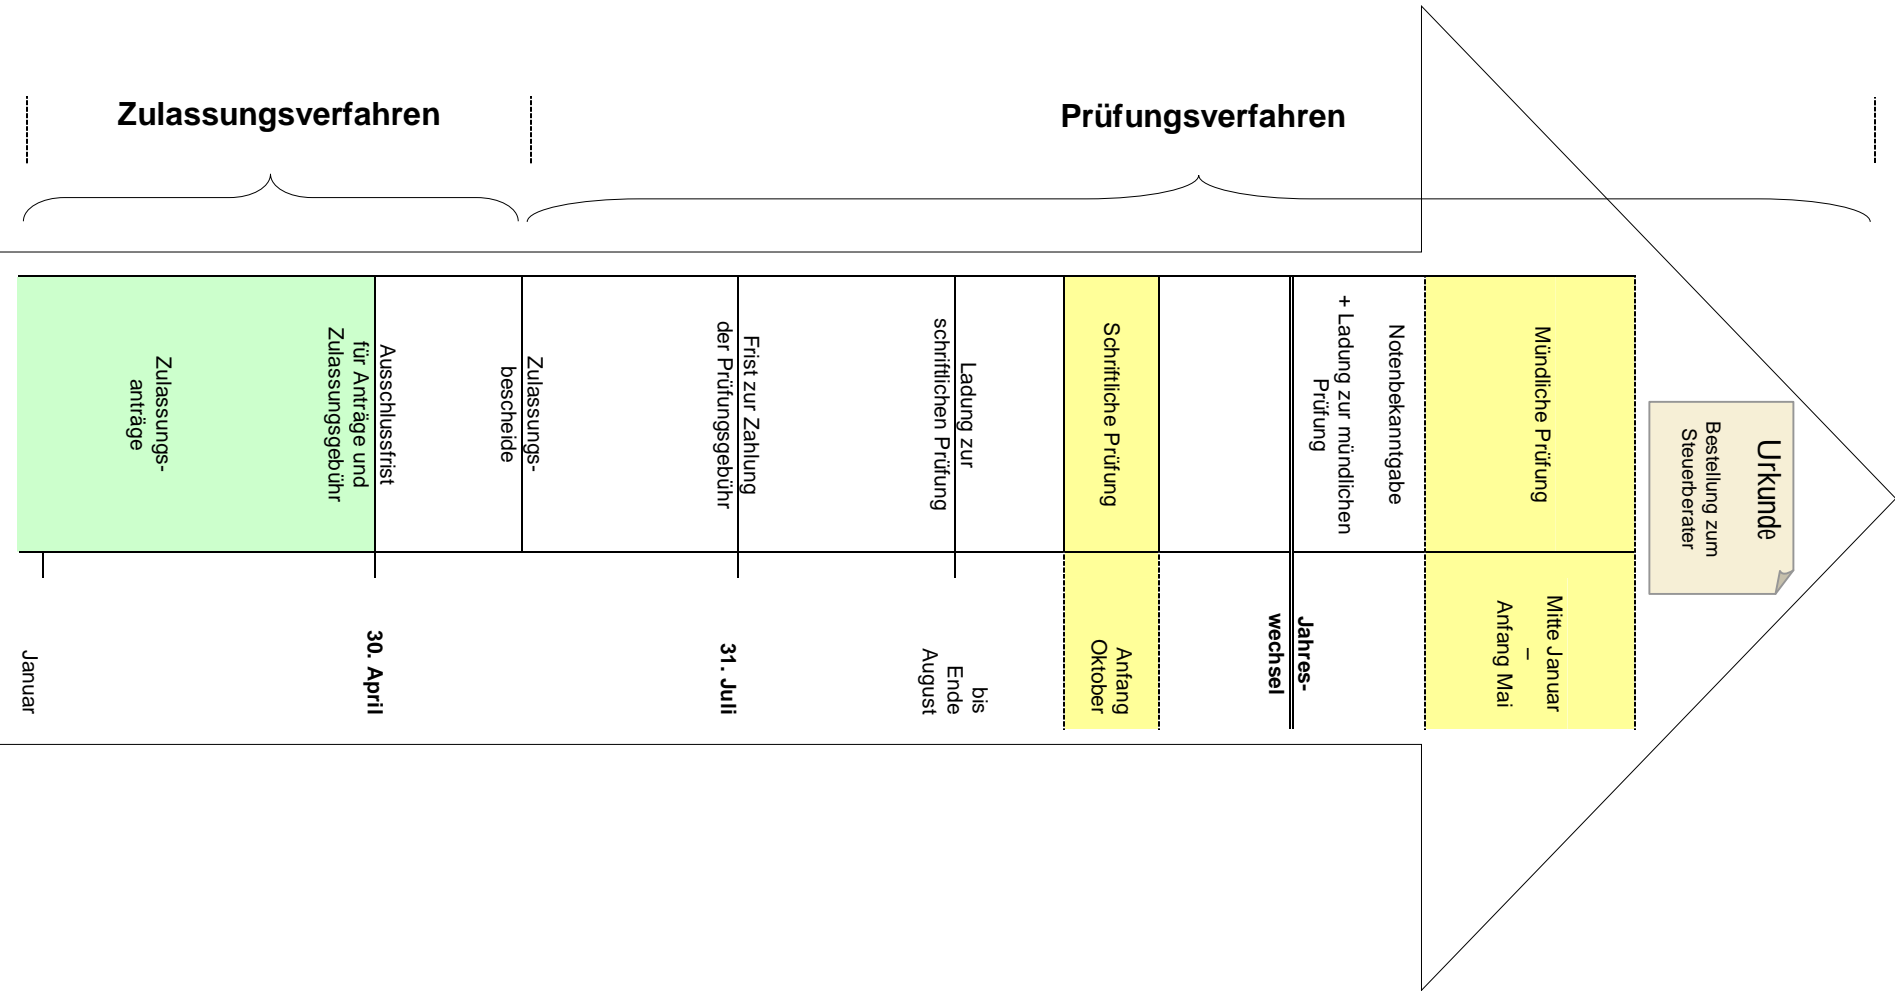 Zulassungsverfahren
Prüfungsverfahren
Zulassungs-
anträge
Ausschlussfrist
für Anträge und
Zulassungsgebühr
Zulassungs-
bescheide
Frist zur Zahlung
der Prüfungsgebühr
Ladung zur
schriftlichen Prüfung
Schriftliche Prüfung
Notenbekanntgabe
+ Ladung zur mündlichen
Prüfung
Mündliche Prüfung
Urkunde
Bestellung zum
Steuerberater
Januar
30. April
31. Juli
bis
Ende
August
Anfang
Oktober
Jahres-
wechsel
Mitte Januar
–
Anfang Mai